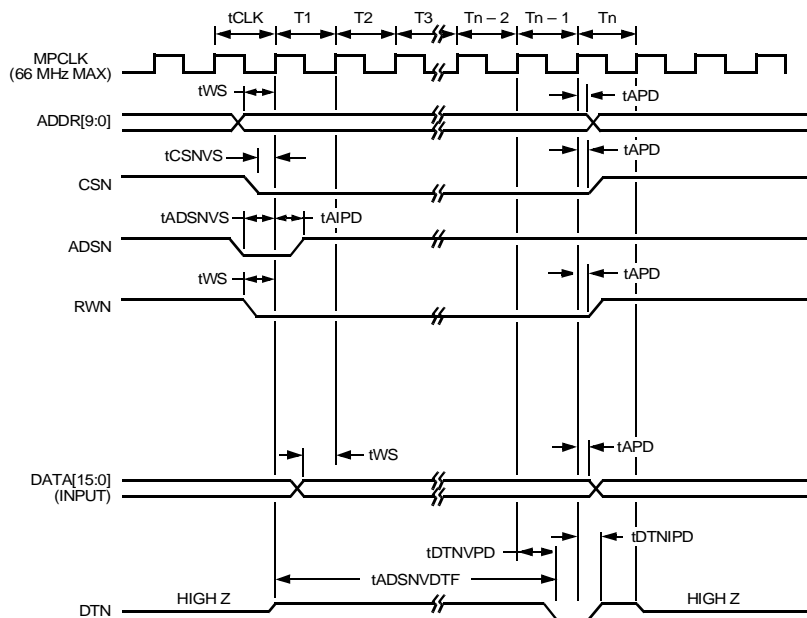 tCLK T1 T2 T3 Tn – 2 Tn – 1 Tn
MPCLK
(66 MHz MAX)
tWS
tAPD
ADDR[9:0]
tCSNVS
tAPD
CSN
tADSNVS
tAIPD
ADSN
tWS
tAPD
RWN
tWS
tAPD
DATA[15:0]
(INPUT)
tDTNVPD
tDTNIPD
tADSNVDTF
HIGH Z
HIGH Z
DTN